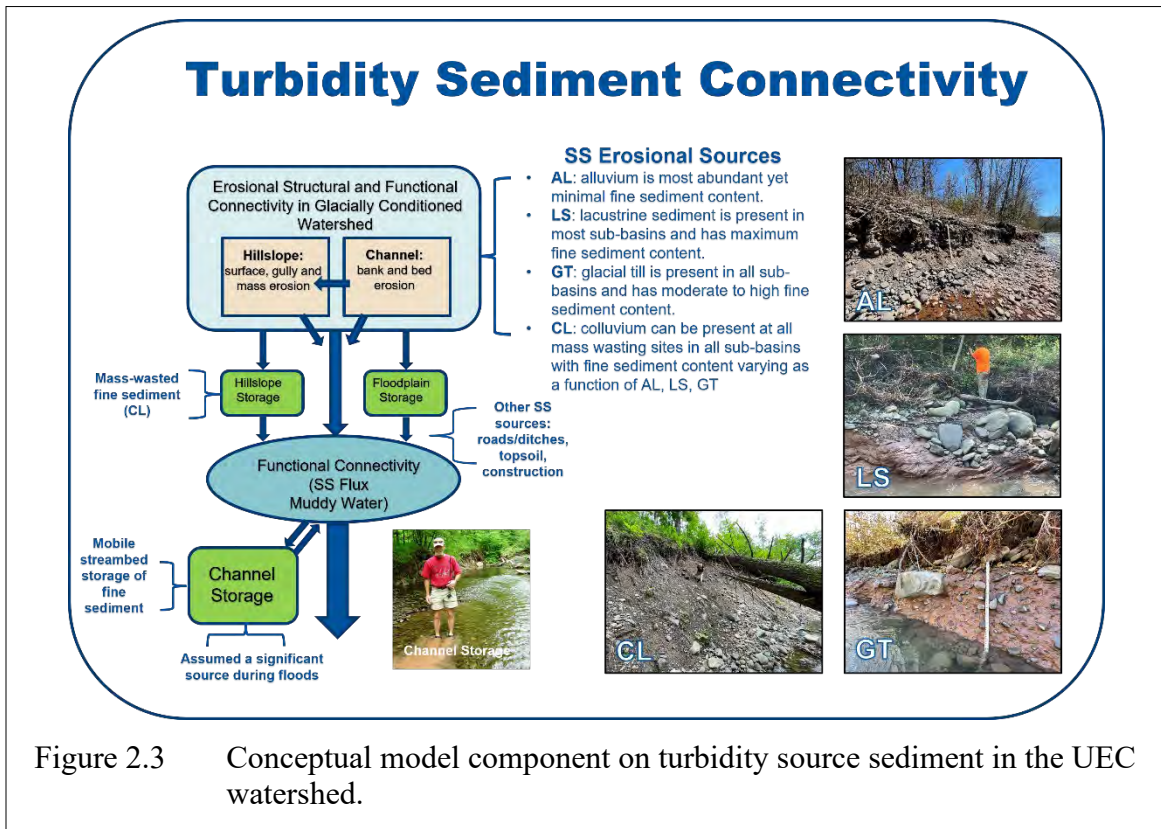 Turbidity Sediment Connectivity
Erosional Structural and Functional
Connectivity in Glacially Conditioned
Watershed
Hillslope:
surface, gully and
mass erosion
Channel:
bank and bed
erosion
SS Erosional Sources
• AL: alluvium is most abundant yet
minimal fine sediment content.
• LS: lacustrine sediment is present in
most sub-basins and has maximum
fine sediment content.
• GT: glacial till is present in all sub-
basins and has moderate to high fine
sediment content.
• CL: colluvium can be present at all
mass wasting sites in all sub-basins
with fine sediment content varying as
a function of AL, LS, GT
AL
LS
GT
CL
Mass-wasted
fine sediment
(CL)
Hillslope
Storage
Floodplain
Storage
Other SS
sources:
roads/ditches,
topsoil,
construction
Functional Connectivity
(SS Flux
Muddy Water)
Mobile
streambed
storage of
fine
sediment
Channel
Storage
Assumed a significant
source during floods
Channel Storage
Figure 2.3 Conceptual model component on turbidity source sediment in the UEC
watershed.